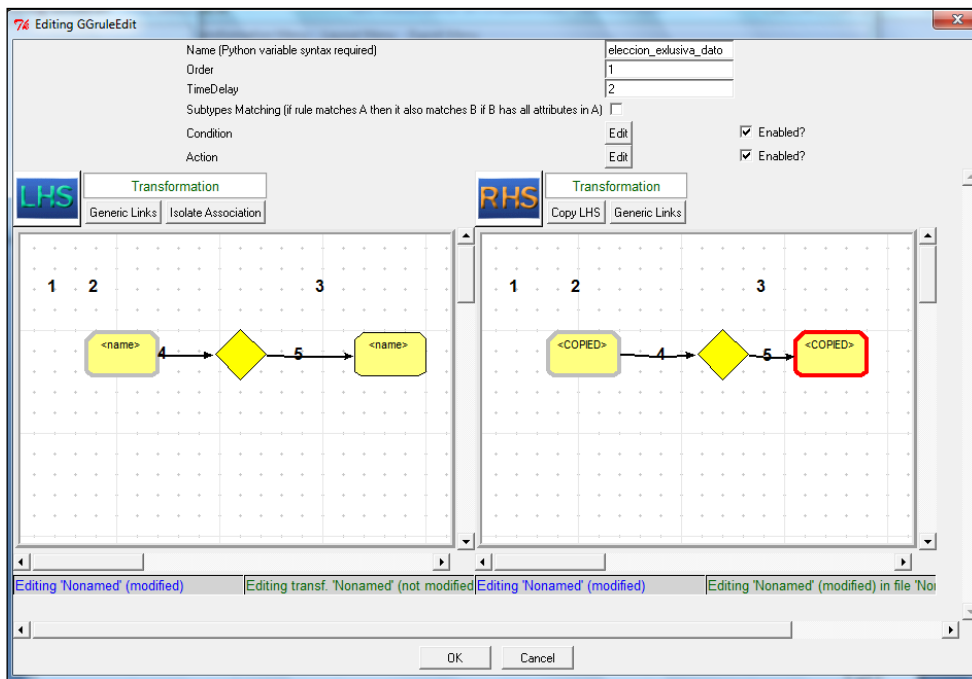 Editing GGruleEdit
Name (Python variable syntax required) eleccion_exlusiva_dato
Order 1
TimeDelay 2
Subtypes Matching (if rule matches A then it also matches B if B has all attributes in A)
Condition Edit Enabled?
Action Edit Enabled?
LHS Transformation RHS Transformation
Generic Links Isolate Association Copy LHS Generic Links
1 2 3 1 2 3
<name> 4 5 <name> <COPIED> 4 5 <COPIED>
Editing 'Nonamed' (modified) Editing transf. 'Nonamed' (not modified Editing 'Nonamed' (modified) Editing 'Nonamed' (modified) in file 'Nor
OK Cancel